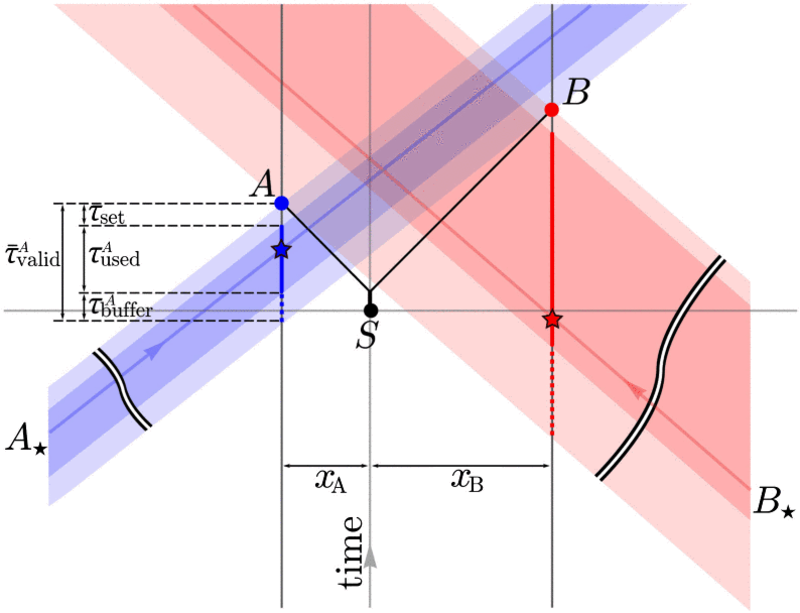 B
A
τ_set
τ̄^A_valid
τ^A_used
τ^A_buffer
S
A⋆
x_A
x_B
B⋆
time